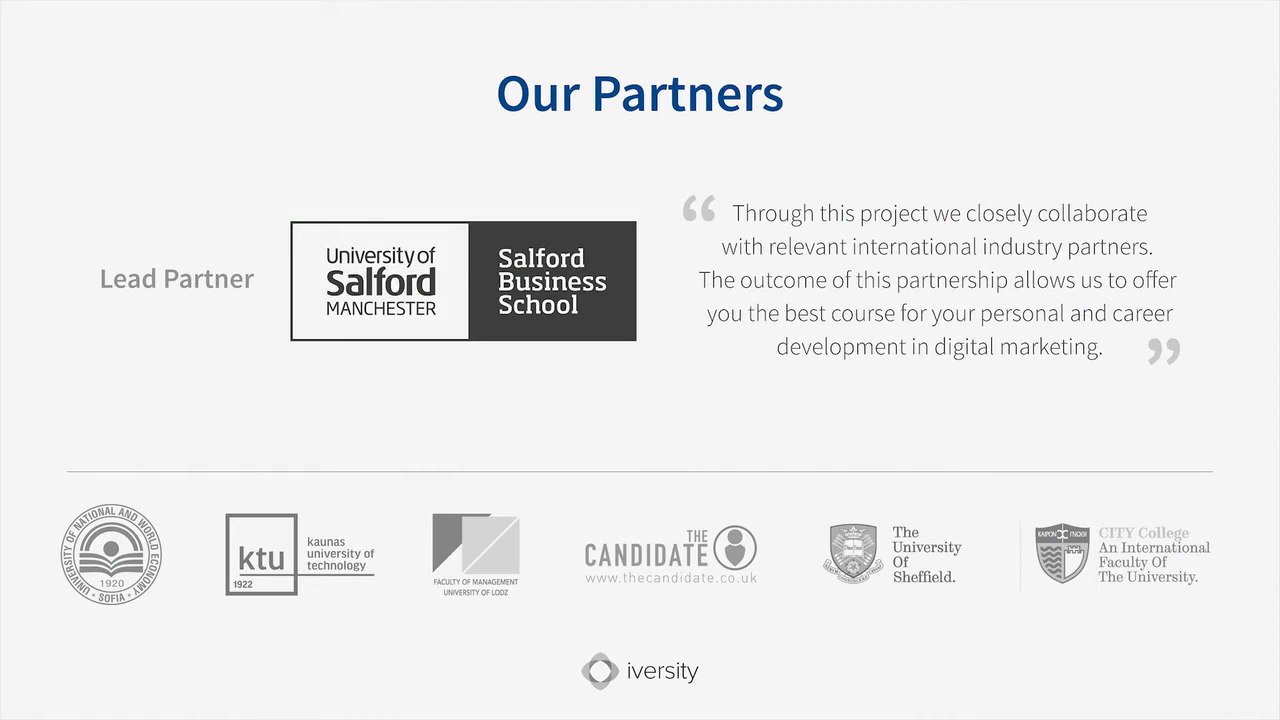 Our Partners
Lead Partner
University of
Salford
MANCHESTER
Salford
Business
School
“ Through this project we closely collaborate
with relevant international industry partners.
The outcome of this partnership allows us to offer
you the best course for your personal and career
development in digital marketing. ”
UNIVERSITY OF NATIONAL AND WORLD ECONOMY
1920
• SOFIA •
ktu
1922
kaunas
university of
technology
FACULTY OF MANAGEMENT
UNIVERSITY OF LODZ
THE
CANDIDATE
www.thecandidate.co.uk
The
University
Of
Sheffield.
CITY College
An International
Faculty Of
The University.
iversity